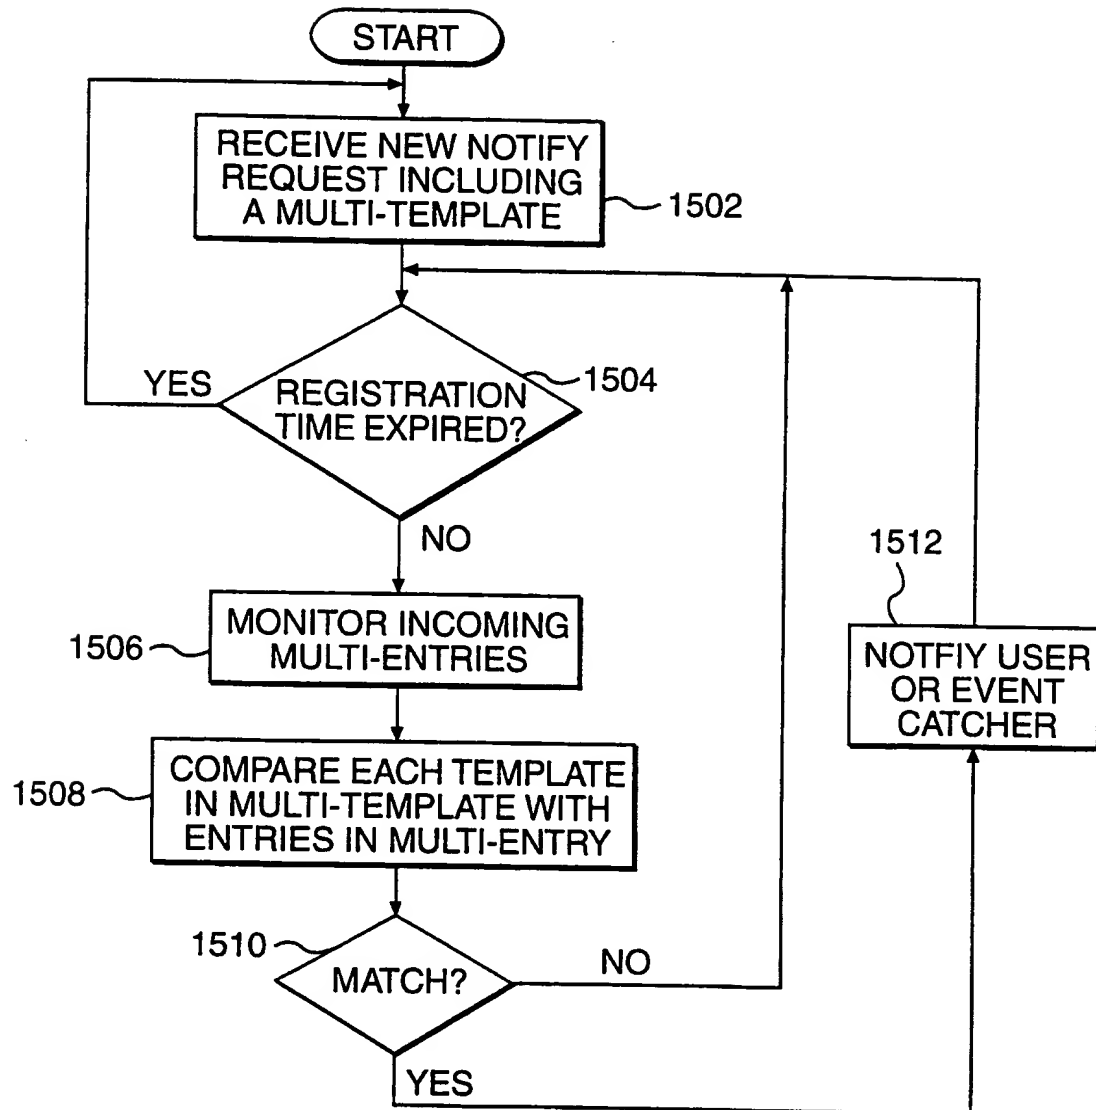 START
RECEIVE NEW NOTIFY
REQUEST INCLUDING
A MULTI-TEMPLATE
1502
YES
REGISTRATION
TIME EXPIRED?
1504
NO
1506
MONITOR INCOMING
MULTI-ENTRIES
1512
NOTFIY USER
OR EVENT
CATCHER
1508
COMPARE EACH TEMPLATE
IN MULTI-TEMPLATE WITH
ENTRIES IN MULTI-ENTRY
1510
MATCH?
NO
YES